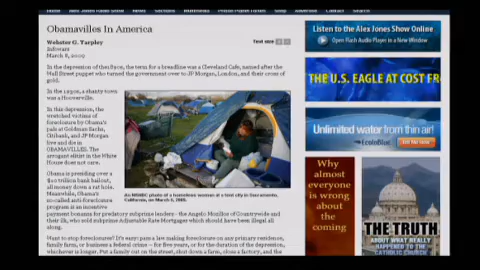 Obamavilles In America
Webster G. Tarpley
Infowars
March 8, 2009
Text size
In the depression of the 1890s, the term for a breadline was a Cleveland Cafe, named after the
Wall Street puppet who turned the government over to JP Morgan, London, and their cross of
gold.
In the 1930s, a shanty town
was a Hooverville.
In this depression, the
wretched victims of
foreclosure by Obama's
pals at Goldman Sachs,
Citibank, and JP Morgan
live and die in
OBAMAVILLES. The
arrogant elitist in the White
House does not care.
Obama is presiding over a
trillion bank bailout,
all money down a rat hole.
Meanwhile, Obama's
so-called anti-foreclosure
program is an incentive
payment bonanza for predatory subprime lenders – the Angelo Mozilos of Countrywide and
their ilk, who sold subprime Adjustable Rate Mortgages which should have been illegal all
along.
An MSNBC photo of a homeless woman at a tent city in Sacramento,
California, on March 5, 2009.
Want to stop foreclosures? It's easy: pass a law making foreclosure on any primary residence,
family farm, or business a federal crime – for five years, or for the duration of the depression,
whichever is longer. Put a family out on the street, shut down a farm, close a factory, and the
Listen to the Alex Jones Show Online
Open Flash Audio Player in a New Window
THE U.S. EAGLE AT COST FR
Unlimited water from thin air!
EcoloBlue
Why
almost
everyone
is wrong
about
the
coming
THE TRUTH
ABOUT WHAT REALLY
HAPPENED TO THE
CATHOLIC CHURCH